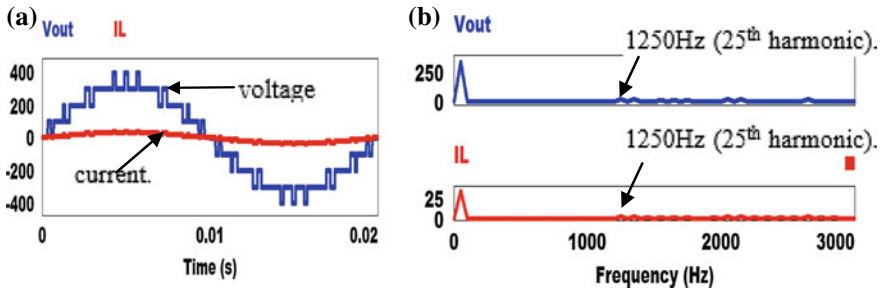 (a)
Vout IL
400
200
0
-200
-400
voltage
current.
0 0.01 0.02
Time (s)
(b)
Vout
1250Hz (25th harmonic).
250
0
IL
1250Hz (25th harmonic).
25
0
0 1000 2000 3000
Frequency (Hz)